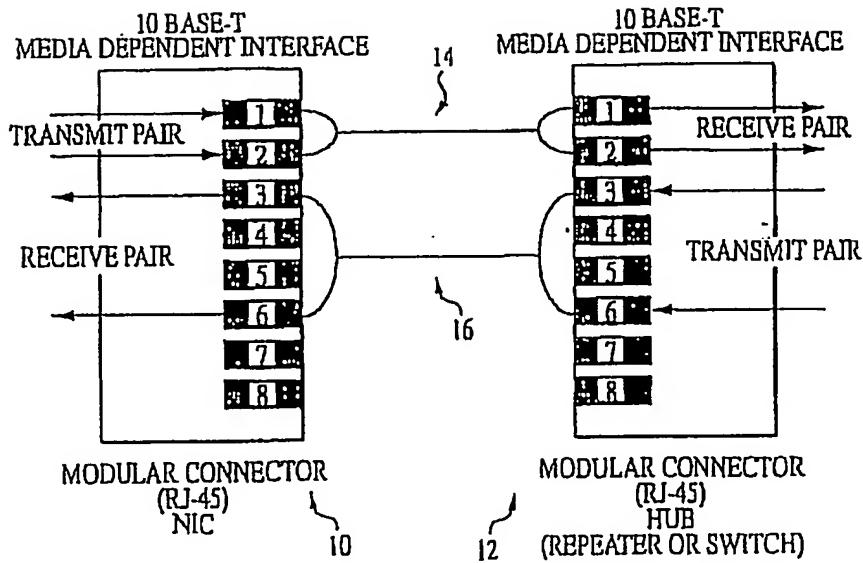 10 BASE-T
MEDIA DEPENDENT INTERFACE
10 BASE-T
MEDIA DEPENDENT INTERFACE
14
1
1
TRANSMIT PAIR
RECEIVE PAIR
2
2
3
3
4
4
RECEIVE PAIR
TRANSMIT PAIR
5
5
6
6
16
7
7
8
8
MODULAR CONNECTOR
(RJ-45)
NIC
10
12
MODULAR CONNECTOR
(RJ-45)
HUB
(REPEATER OR SWITCH)